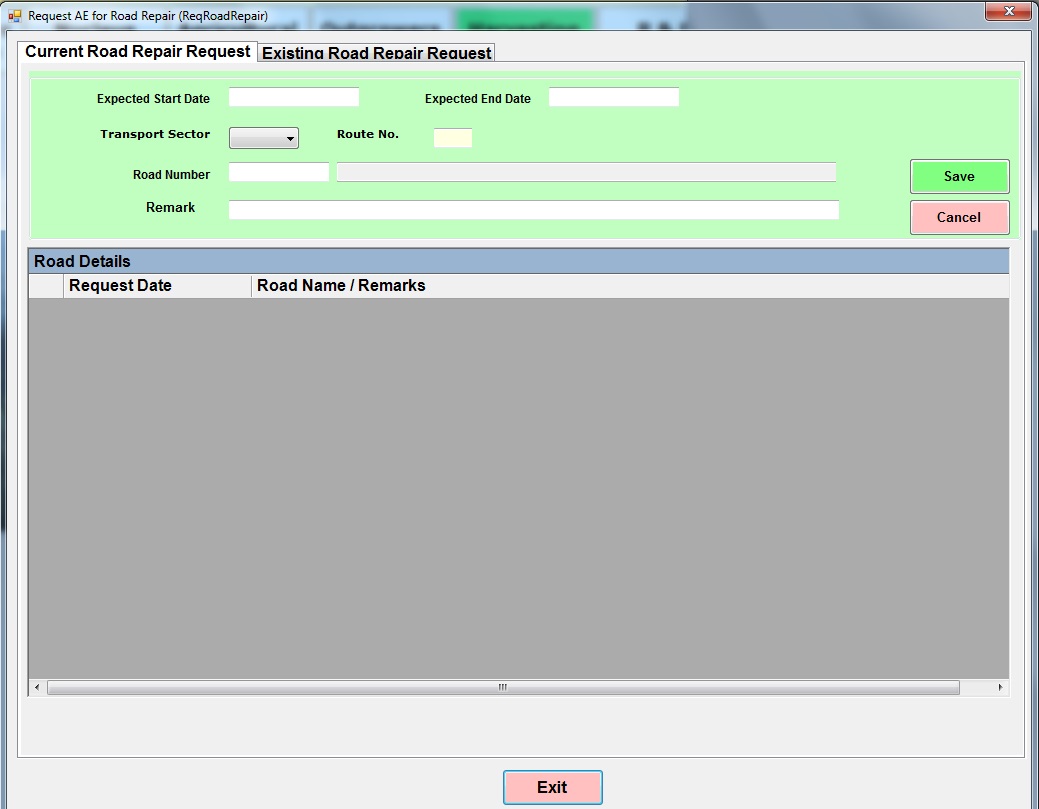 Request AE for Road Repair (ReqRoadRepair)
Current Road Repair Request Existing Road Repair Request
Expected Start Date Expected End Date
Transport Sector Route No.
Road Number
Save
Remark
Cancel
Road Details
Request Date Road Name / Remarks
Exit